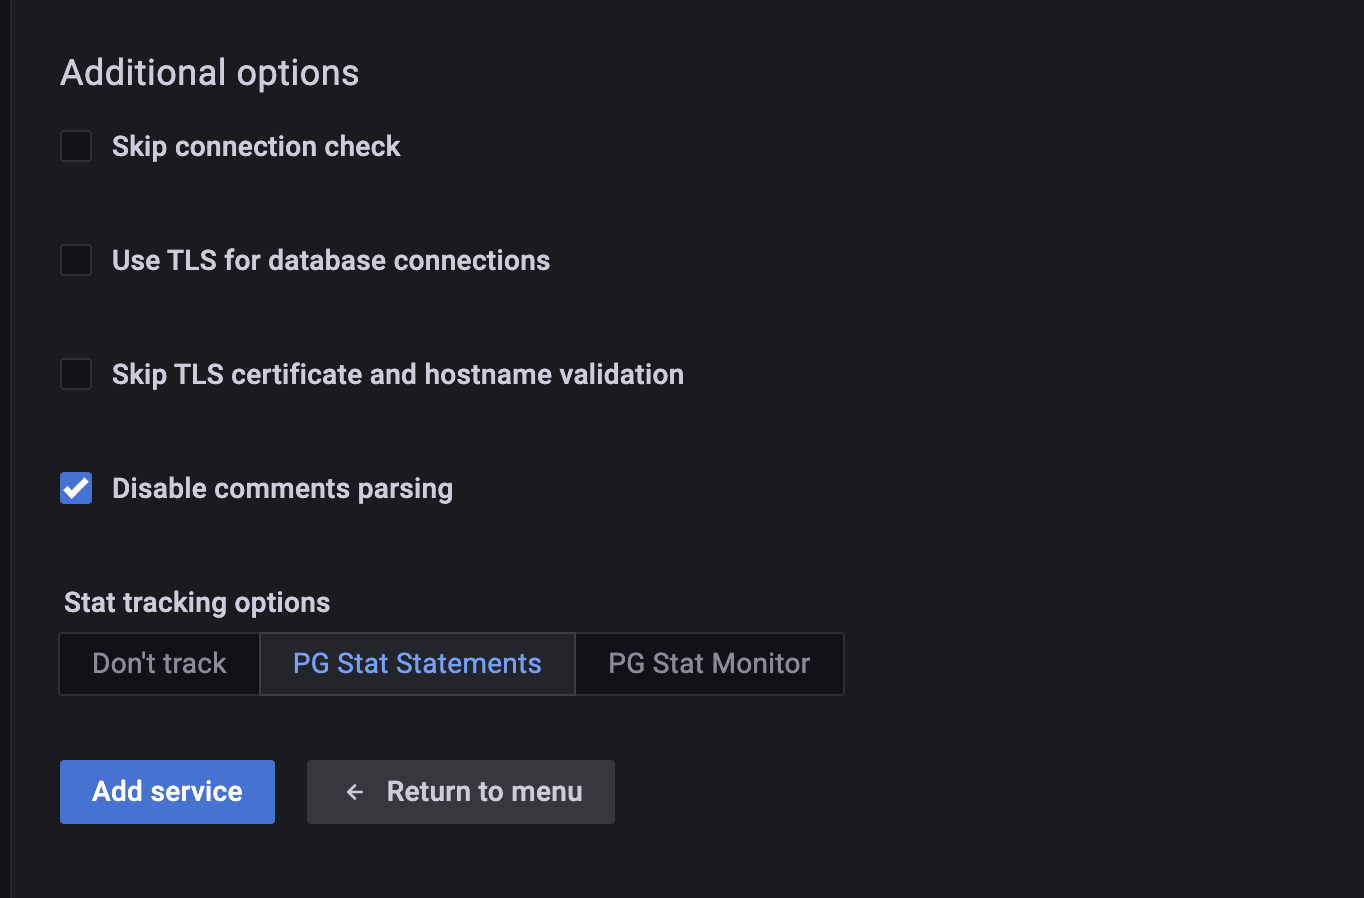 Additional options
Skip connection check
Use TLS for database connections
Skip TLS certificate and hostname validation
Disable comments parsing
Stat tracking options
Don't track PG Stat Statements PG Stat Monitor
Add service ← Return to menu